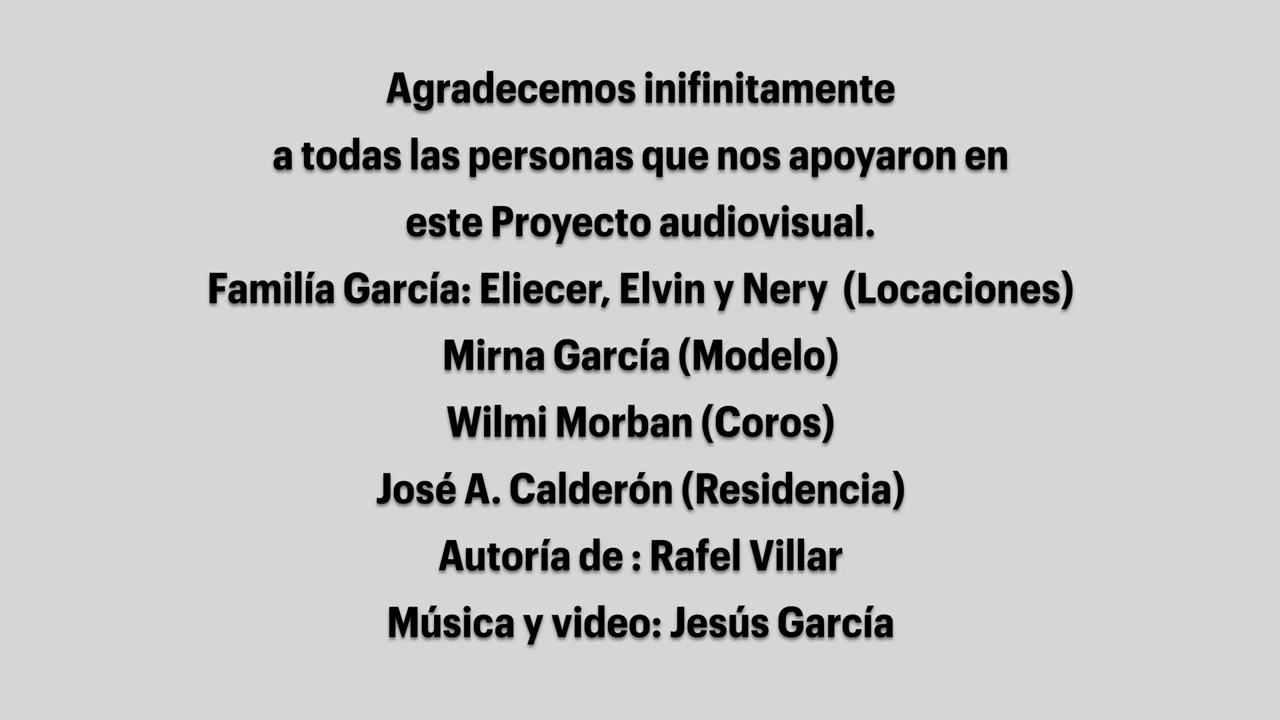 Agradecemos inifinitamente
a todas las personas que nos apoyaron en
este Proyecto audiovisual.
Familía García: Eliecer, Elvin y Nery (Locaciones)
Mirna García (Modelo)
Wilmi Morban (Coros)
José A. Calderón (Residencia)
Autoría de : Rafel Villar
Música y video: Jesús García